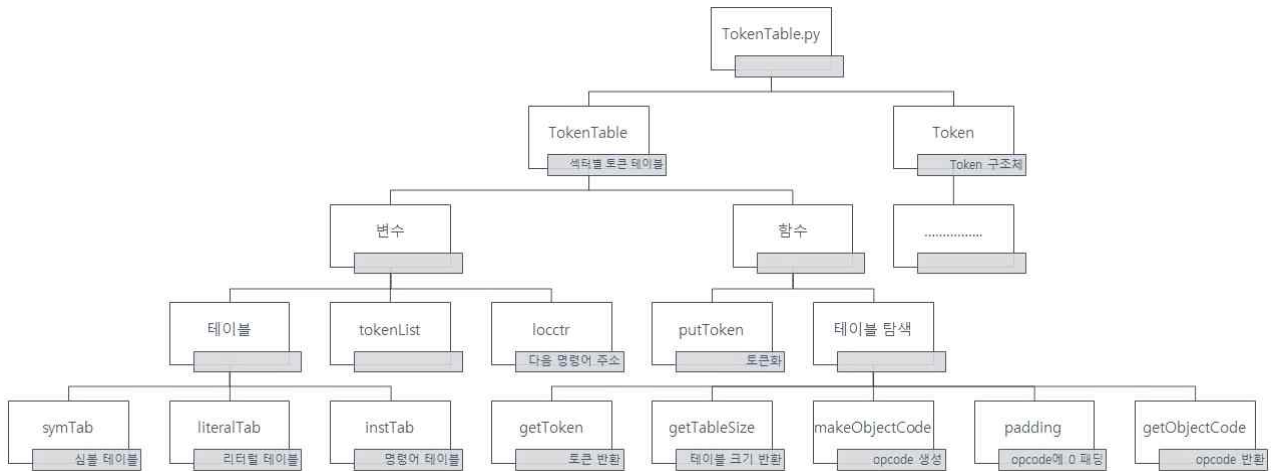 TokenTable.py
TokenTable
섹터별 토큰 테이블
Token
Token 구조체
변수
함수
................
테이블
tokenList
locctr
다음 명령어 주소
putToken
토큰화
테이블 탐색
symTab
심볼 테이블
literalTab
리터럴 테이블
instTab
명령어 테이블
getToken
토큰 반환
getTableSize
테이블 크기 반환
makeObjectCode
opcode 생성
padding
opcode에 0 패딩
getObjectCode
opcode 반환